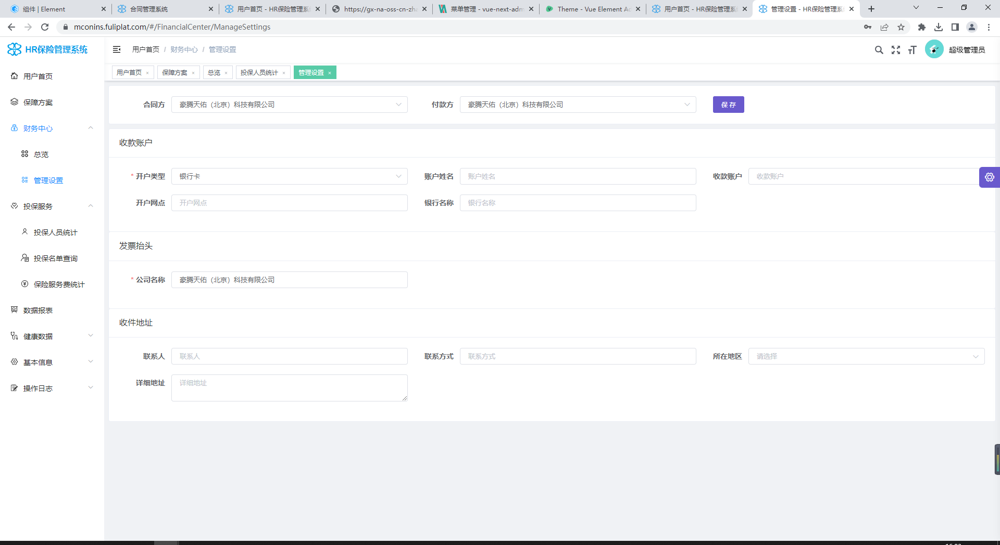 组件 | Element
合同管理系统
用户首页 - HR保险管理系
https://gx-na-oss-cn-zha
菜单管理 - vue-next-adm
Theme - Vue Element Ad
用户首页 - HR保险管理系
管理设置 - HR保险管理系
mconins.fuliplat.com/#/FinancialCenter/ManageSettings
HR保险管理系统
用户首页 / 财务中心 / 管理设置
超级管理员
用户首页 × 保障方案 × 总览 × 投保人员统计 × 管理设置 ×
用户首页
保障方案
财务中心
总览
管理设置
投保服务
投保人员统计
投保名单查询
保险服务费统计
数据报表
健康数据
基本信息
操作日志
合同方 豪腾天佑（北京）科技有限公司 付款方 豪腾天佑（北京）科技有限公司 保存
收款账户
* 开户类型 银行卡 账户姓名 账户姓名 收款账户 收款账户
开户网点 开户网点 银行名称 银行名称
发票抬头
* 公司名称 豪腾天佑（北京）科技有限公司
收件地址
联系人 联系人 联系方式 联系方式 所在地区 请选择
详细地址 详细地址